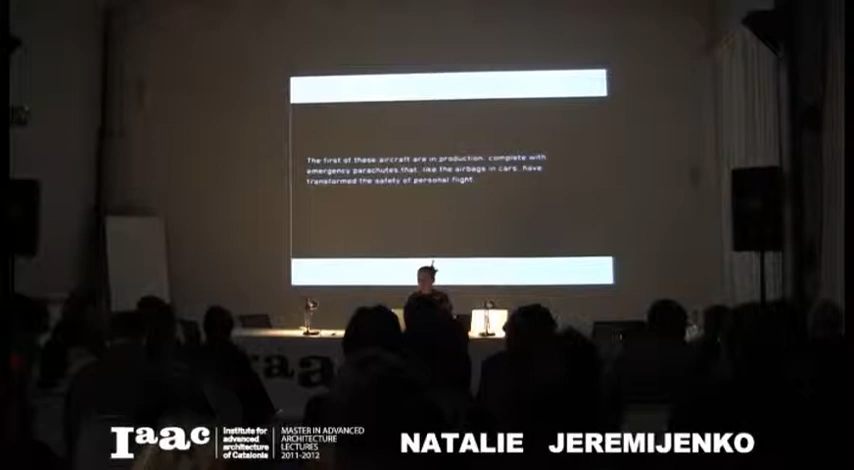 The first of these aircraft are in production, complete with
emergency parachutes that, like the airbags in cars, have
transformed the safety of personal flight.
Iaac
Iaac
Institute for
advanced
architecture
of Catalonia
MASTER IN ADVANCED
ARCHITECTURE
LECTURES
2011-2012
NATALIE JEREMIJENKO